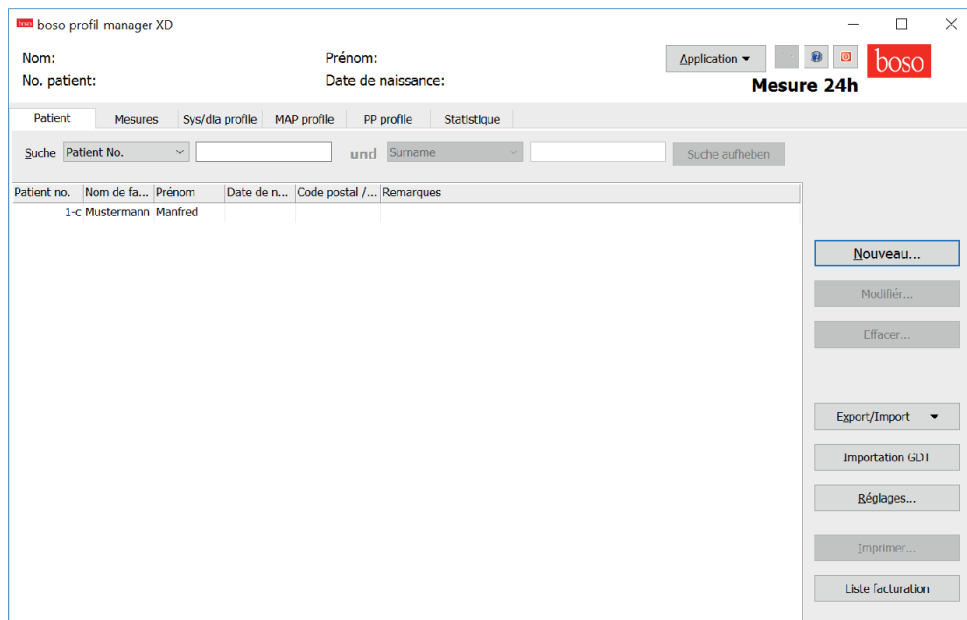 boso boso profil manager XD
Nom: Prénom: Application boso
No. patient: Date de naissance: Mesure 24h
Patient Mesures Sys/dia profile MAP profile PP profile Statistique
Suche Patient No. und Surname Suche aufheben
Patient no. Nom de fa... Prénom Date de n... Code postal /... Remarques
1-c Mustermann Manfred
Nouveau...
Modifiér...
Effacer...
Export/Import
Importation GDT
Réglages...
Imprimer...
Liste facturation